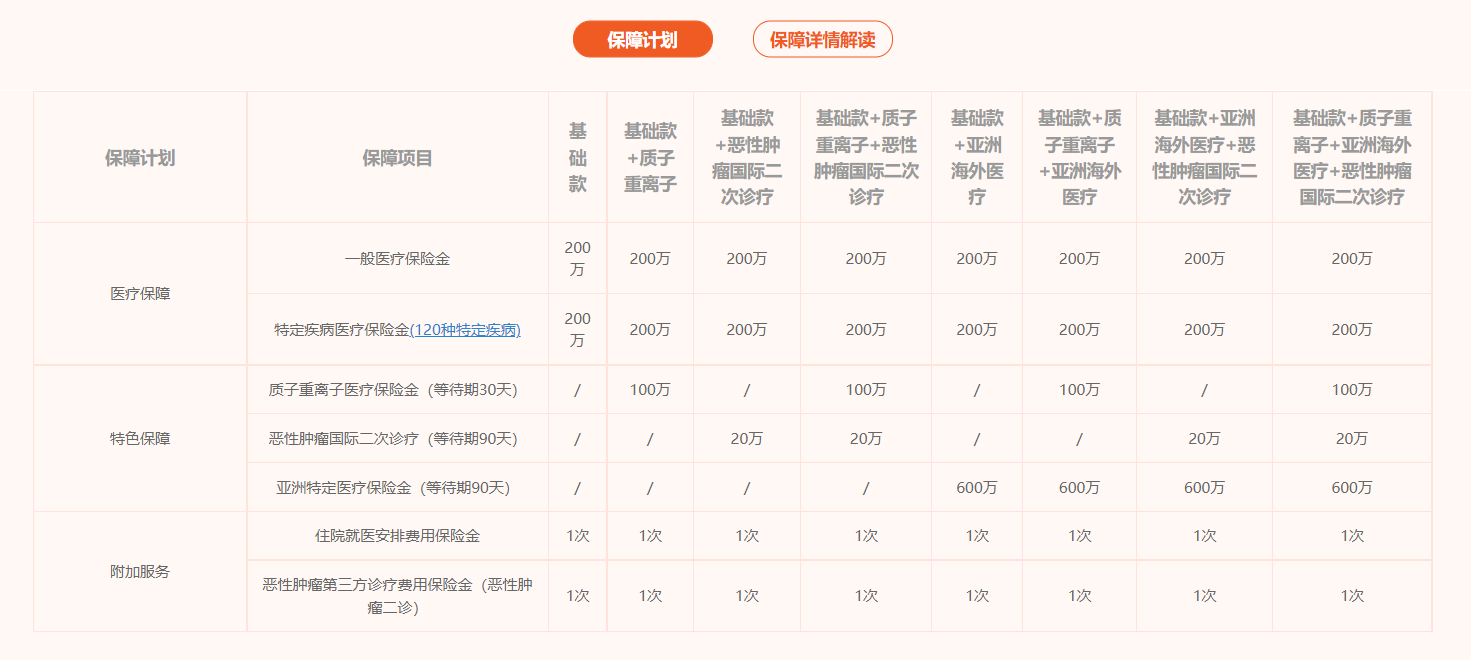 保障计划 保障详情解读
保障计划 保障项目 基 基础款 基础款 基础款+质子 基础款 基础款+质 基础款+亚洲 基础款+质子重
础 +质子 +恶性肿 重离子+恶性 +亚洲 子重离子 海外医疗+恶 离子+亚洲海外
款 重离子 瘤国际二 肿瘤国际二次 海外医 +亚洲海外 性肿瘤国际二 医疗+恶性肿瘤
次诊疗 诊疗 疗 医疗 次诊疗 国际二次诊疗
医疗保障
一般医疗保险金 200万 200万 200万 200万 200万 200万 200万 200万
特定疾病医疗保险金(120种特定疾病) 200万 200万 200万 200万 200万 200万 200万 200万
特色保障
质子重离子医疗保险金（等待期30天） / 100万 / 100万 / 100万 / 100万
恶性肿瘤国际二次诊疗（等待期90天） / / 20万 20万 / / 20万 20万
亚洲特定医疗保险金（等待期90天） / / / / 600万 600万 600万 600万
附加服务
住院就医安排费用保险金 1次 1次 1次 1次 1次 1次 1次 1次
恶性肿瘤第三方诊疗费用保险金（恶性肿
瘤二诊） 1次 1次 1次 1次 1次 1次 1次 1次